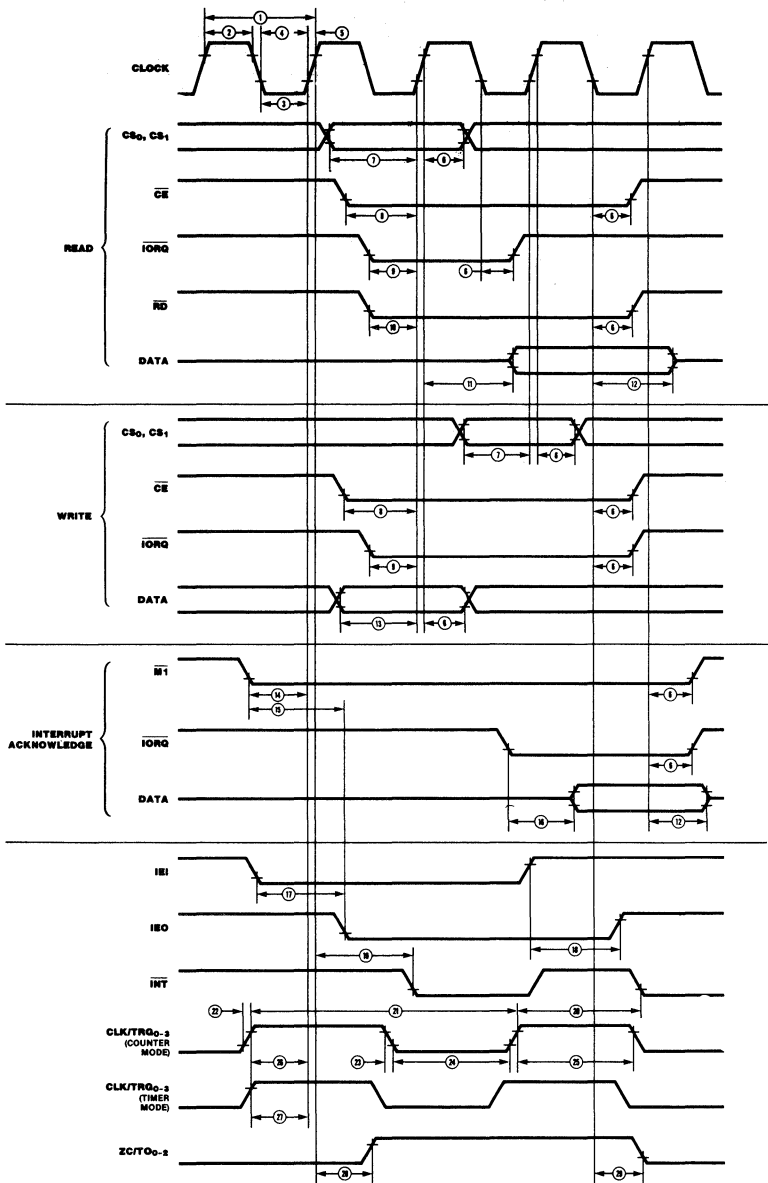 ① 
② ④ ⑤
CLOCK
③
CS₀, CS₁
⑦ ⑥
CE
⑧ ⑥
READ
IORQ
⑨ ⑥
RD
⑩ ⑥
DATA
⑪ ⑫
CS₀, CS₁
⑦ ⑥
CE
⑧ ⑥
WRITE
IORQ
⑨ ⑥
DATA
⑬ ⑥
M1
⑭ ⑥
⑮
INTERRUPT
ACKNOWLEDGE
IORQ
⑥
DATA
⑯ ⑫
IEI
⑰
IEO
⑲ ⑱
INT
㉒ ㉑
CLK/TRG₀₋₃
(COUNTER
MODE)
㉖ ㉓ ㉔ ㉕
CLK/TRG₀₋₃
(TIMER
MODE)
㉗
ZC/TO₀₋₂
㉘ ㉙